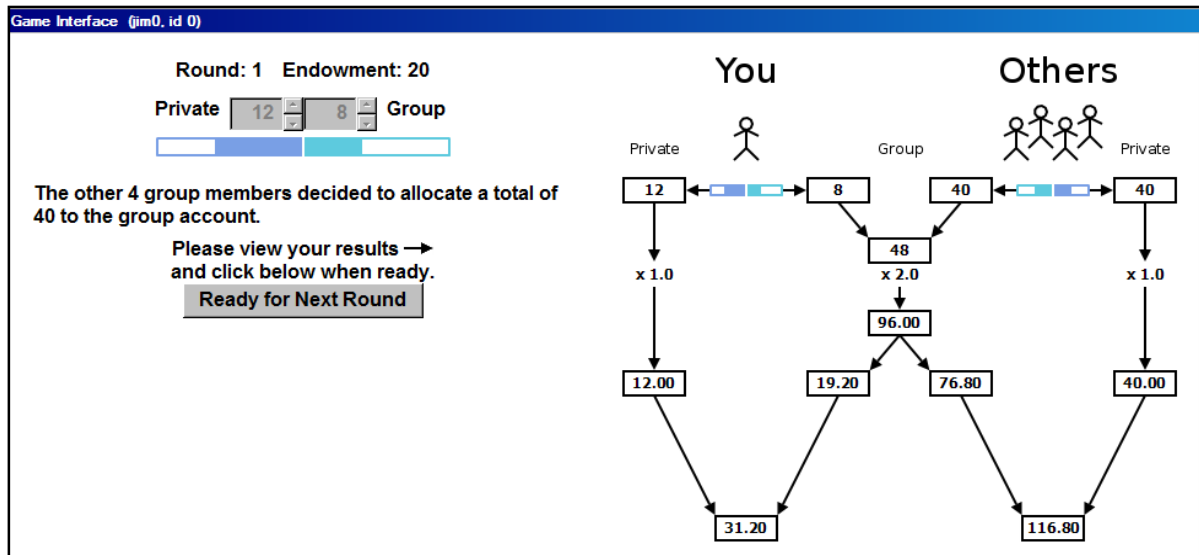 Game Interface (jim0, id 0)
Round: 1 Endowment: 20
Private 12 8 Group
The other 4 group members decided to allocate a total of
40 to the group account.
Please view your results
and click below when ready.
Ready for Next Round
You Others
Private Group Private
12 8 40 40
48
x 1.0 x 2.0 x 1.0
96.00
12.00 19.20 76.80 40.00
31.20 116.80